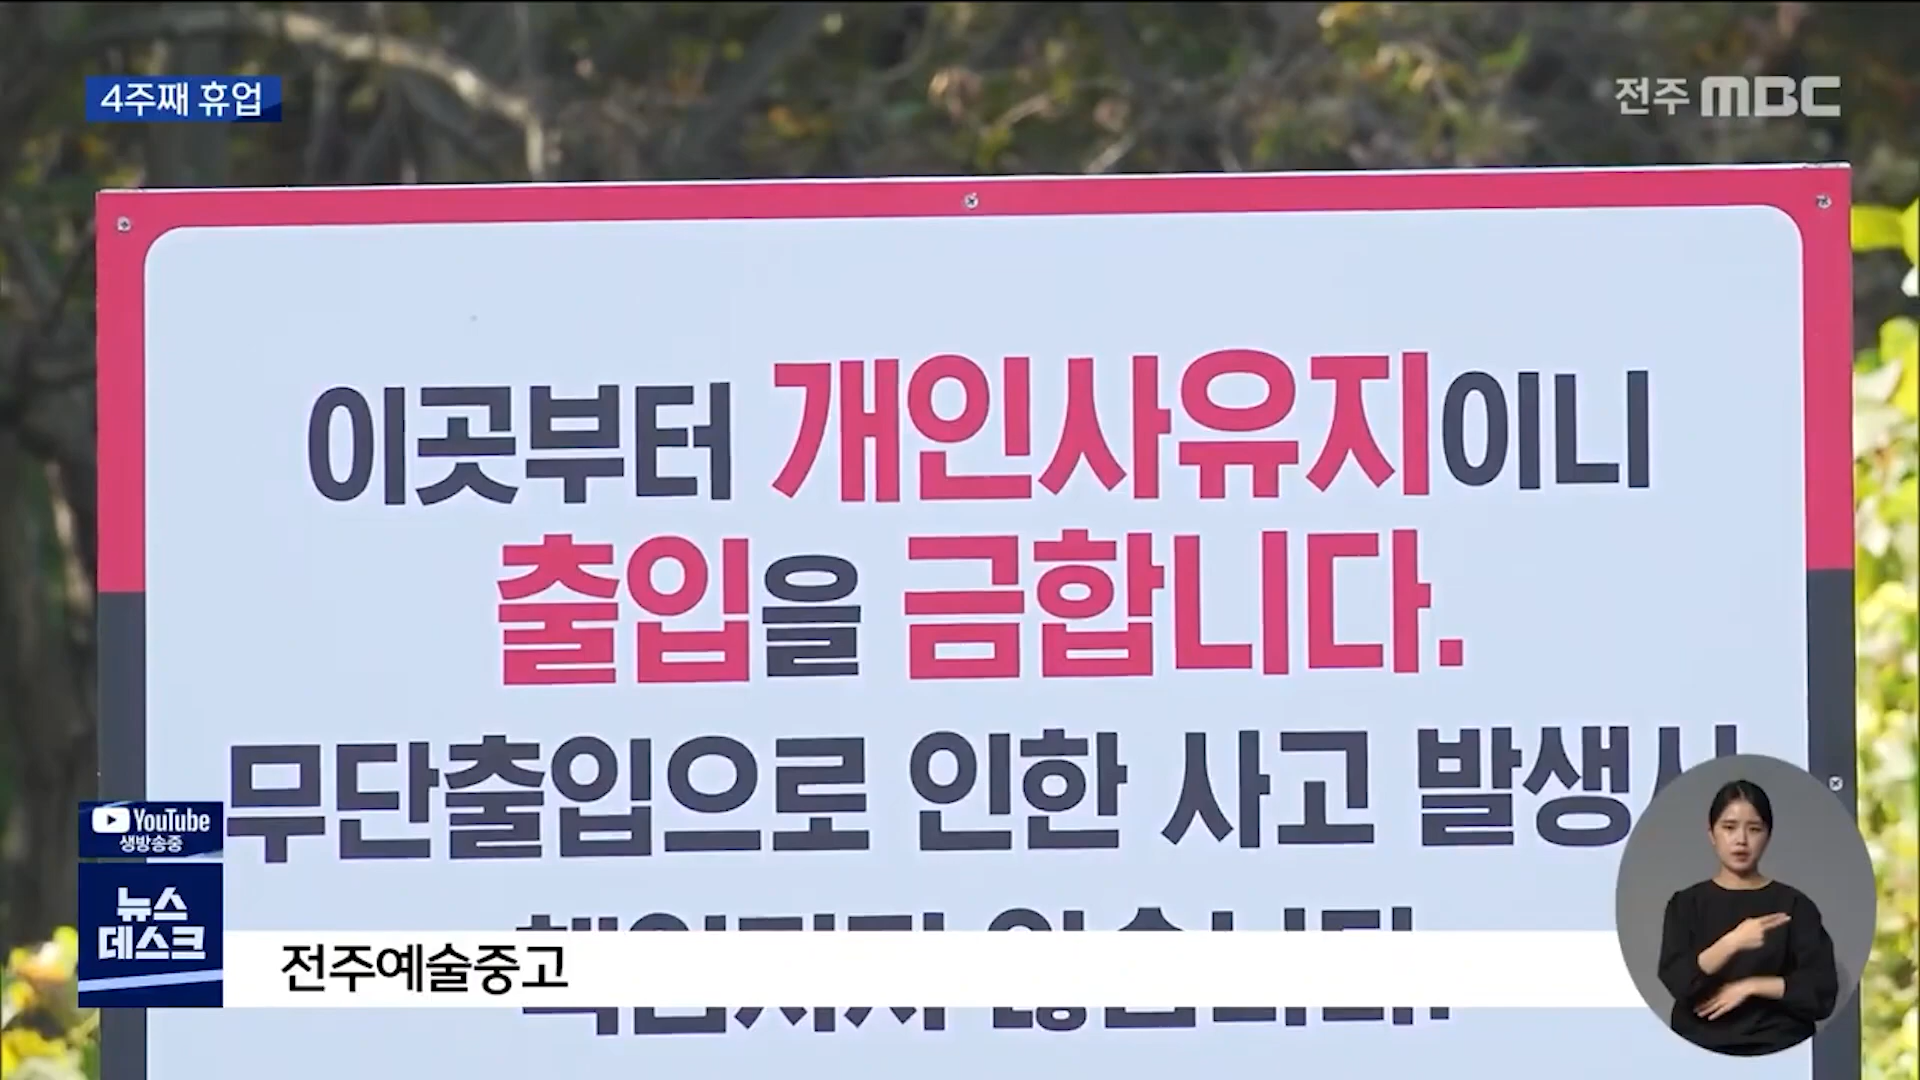 4주째 휴업
전주 MBC
이곳부터 개인사유지이니
출입을 금합니다.
무단출입으로 인한 사고 발생시
YouTube
생방송중
뉴스
데스크
전주예술중고